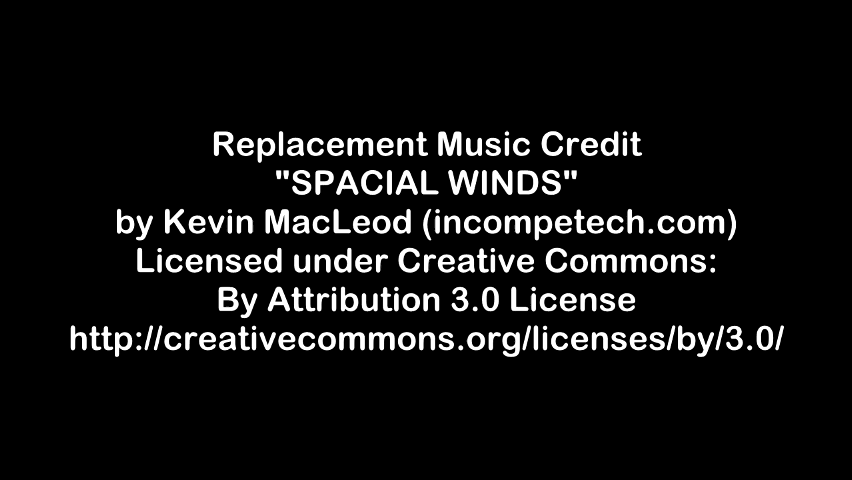 Replacement Music Credit
"SPACIAL WINDS"
by Kevin MacLeod (incompetech.com)
Licensed under Creative Commons:
By Attribution 3.0 License
http://creativecommons.org/licenses/by/3.0/